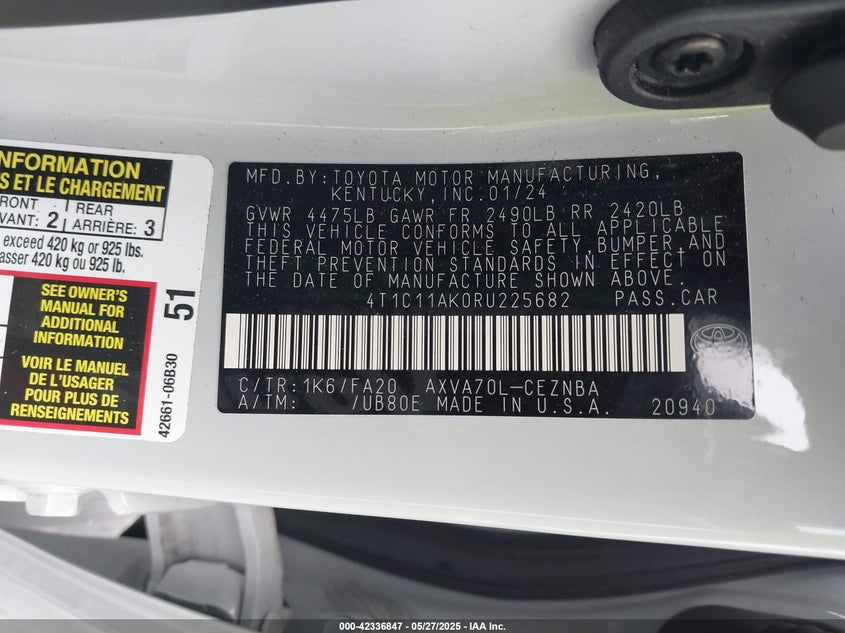 INFORMATION
S ET LE CHARGEMENT
FRONT
AVANT: 2
REAR
ARRIÈRE: 3
exceed 420 kg or 925 lbs.
asser 420 kg ou 925 lb.
SEE OWNER'S
MANUAL FOR
ADDITIONAL
INFORMATION
VOIR LE MANUEL
DE L'USAGER
POUR PLUS DE
RENSEIGNEMENTS
51
42661-06B30
MFD.BY:TOYOTA MOTOR MANUFACTURING,
KENTUCKY,INC.01/24
GVWR 4475LB GAWR FR 2490LB RR 2420LB
THIS VEHICLE CONFORMS TO ALL APPLICABLE
FEDERAL MOTOR VEHICLE SAFETY,BUMPER,AND
THEFT PREVENTION STANDARDS IN EFFECT ON
THE DATE OF MANUFACTURE SHOWN ABOVE.
4T1C11AK0RU225682 PASS.CAR
C/TR:1K6/FA20 AXVA70L-CEZNBA
A/TM: /UB80E MADE IN U.S.A. 20940
000-42336847 — 05/27/2025 — IAA Inc.